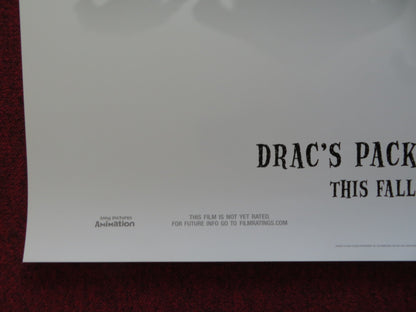 DRAC'S PACK
THIS FALL
Sony Pictures
Animation
THIS FILM IS NOT YET RATED
FOR FUTURE INFO GO TO FILMRATINGS.COM